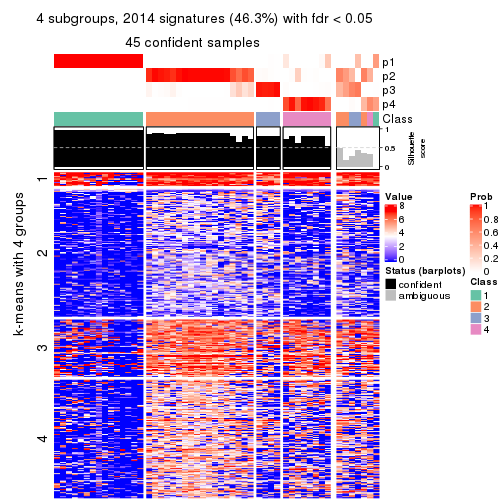 4 subgroups, 2014 signatures (46.3%) with fdr < 0.05
45 confident samples
p1
p2
p3
p4
Class
1
0.5
0
Silhouette
score
k-means with 4 groups
1
2
3
4
Value
8
6
4
2
0
Status (barplots)
confident
ambiguous
Prob
1
0.8
0.6
0.4
0.2
0
Class
1
2
3
4